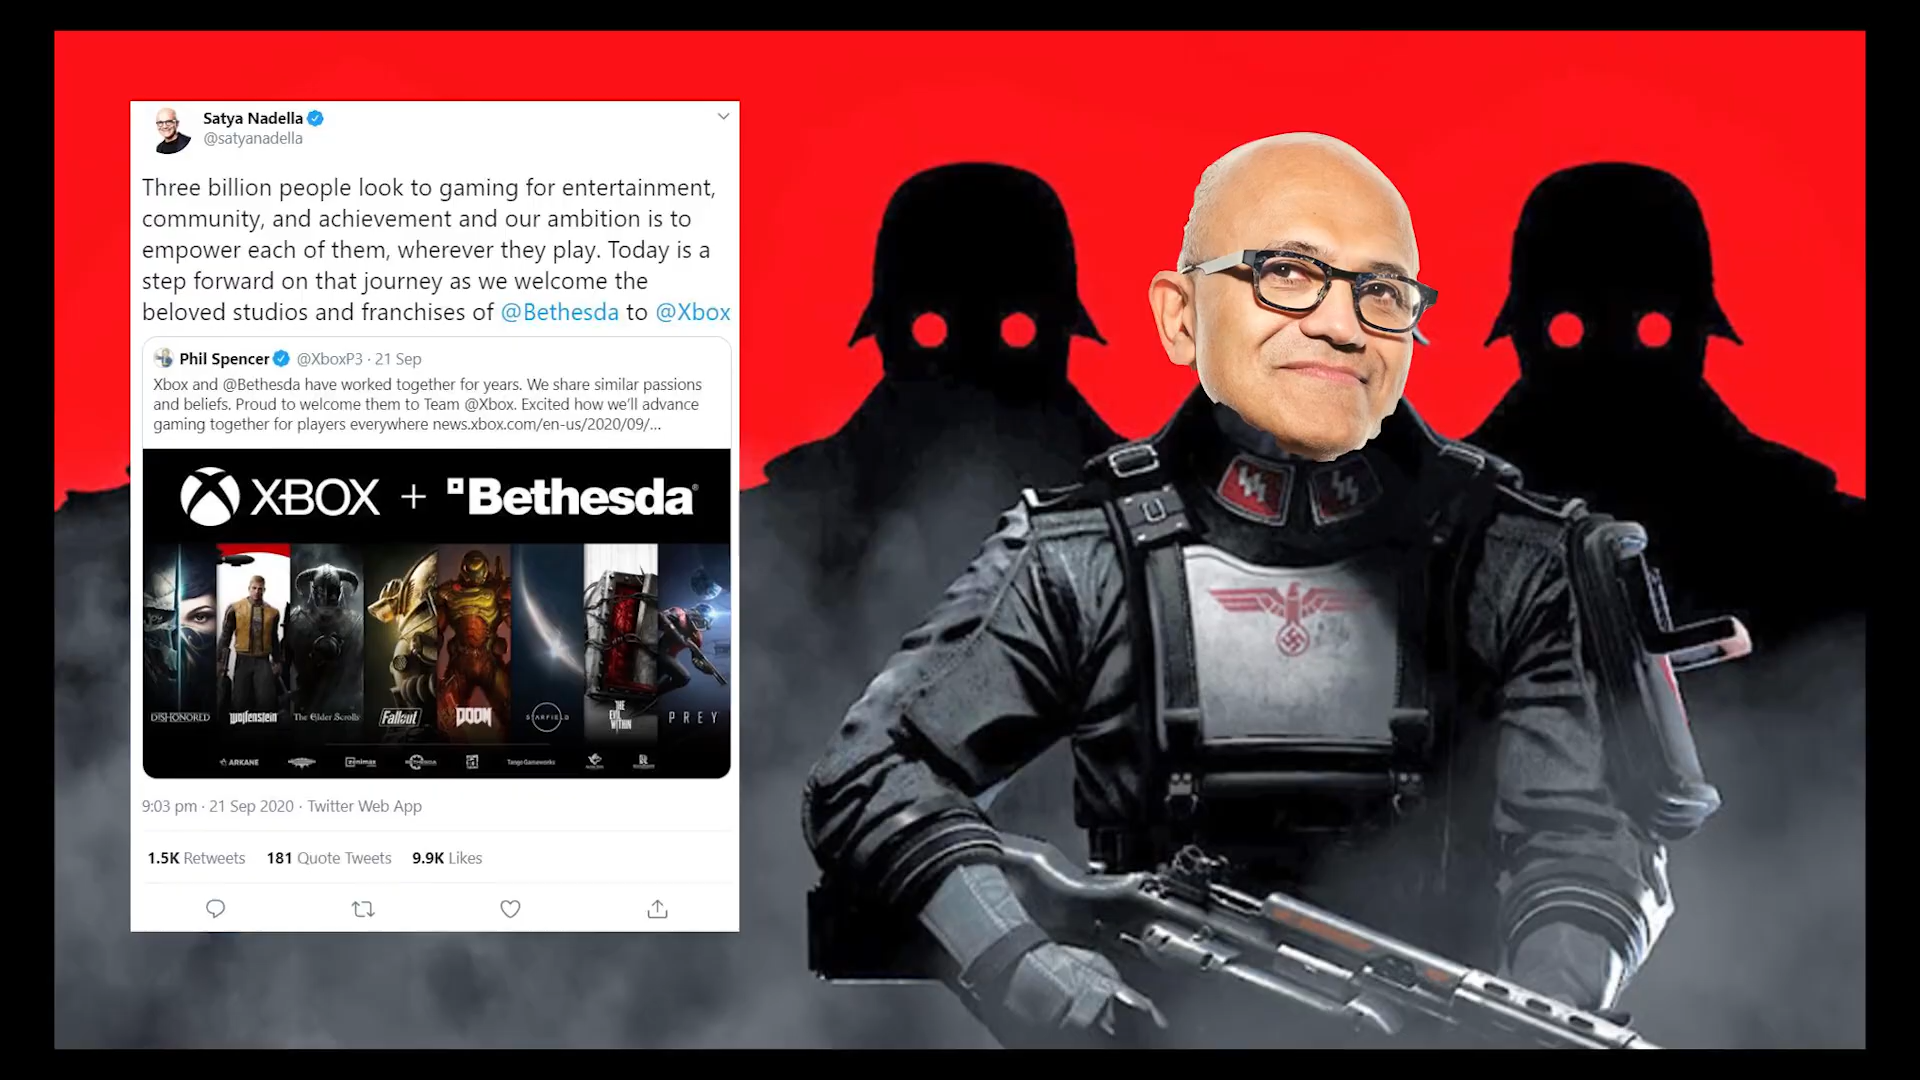 Satya Nadella
@satyanadella
Three billion people look to gaming for entertainment,
community, and achievement and our ambition is to
empower each of them, wherever they play. Today is a
step forward on that journey as we welcome the
beloved studios and franchises of @Bethesda to @Xbox
Phil Spencer @XboxP3 · 21 Sep
Xbox and @Bethesda have worked together for years. We share similar passions
and beliefs. Proud to welcome them to Team @Xbox. Excited how we'll advance
gaming together for players everywhere news.xbox.com/en-us/2020/09/...
XBOX + Bethesda
DISHONORED Wolfenstein The Elder Scrolls Fallout DOOM STARFIELD THE EVIL WITHIN PREY
ARKANE ZeniMax BETHESDA id Tango Gameworks
9:03 pm · 21 Sep 2020 · Twitter Web App
1.5K Retweets 181 Quote Tweets 9.9K Likes